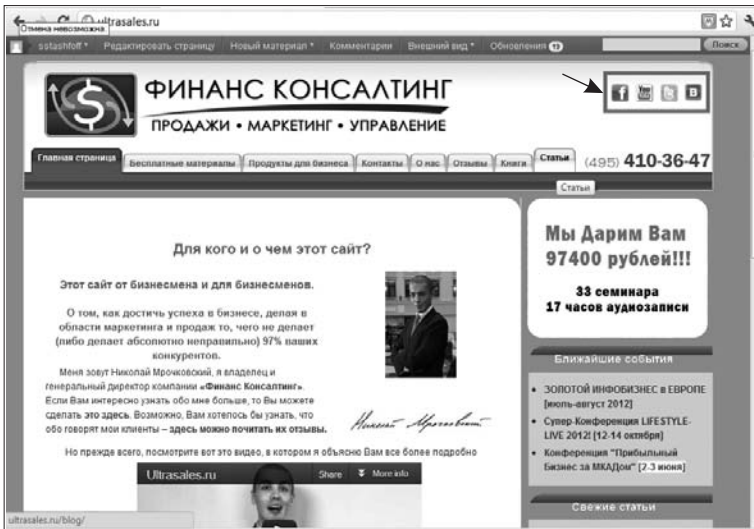 ultrasales.ru
Отмена невозможна
sstashfoff
Редактировать страницу
Новый материал
Комментарии
Внешний вид
Обновления 13
Поиск
ФИНАНС КОНСАЛТИНГ
ПРОДАЖИ • МАРКЕТИНГ • УПРАВЛЕНИЕ
f You Tube t B
Главная страница
Бесплатные материалы
Продукты для бизнеса
Контакты
О нас
Отзывы
Книги
Статьи
(495) 410-36-47
Статьи
Для кого и о чем этот сайт?
Этот сайт от бизнесмена и для бизнесменов.
О том, как достичь успеха в бизнесе, делая в
области маркетинга и продаж то, чего не делает
(либо делает абсолютно неправильно) 97% ваших
конкурентов.
Меня зовут Николай Мрочковский, я владелец и
генеральный директор компании «Финанс Консалтинг».
Если Вам интересно узнать обо мне больше, то Вы можете
сделать это здесь. Возможно, Вам хотелось бы узнать, что
обо говорят мои клиенты – здесь можно почитать их отзывы.
Николай Мрочковский
Но прежде всего, посмотрите вот это видео, в котором я объясню Вам все более подробно
Ultrasales.ru
Share
More info
Мы Дарим Вам
97400 рублей!!!
33 семинара
17 часов аудиозаписи
Ближайшие события
• ЗОЛОТОЙ ИНФОБИЗНЕС в ЕВРОПЕ
[июль-август 2012]
• Супер-Конференция LIFESTYLE-
LIVE 2012! [12-14 октября]
• Конференция "Прибыльный
Бизнес за МКАДом" [2-3 июня]
Свежие статьи
ultrasales.ru/blog/